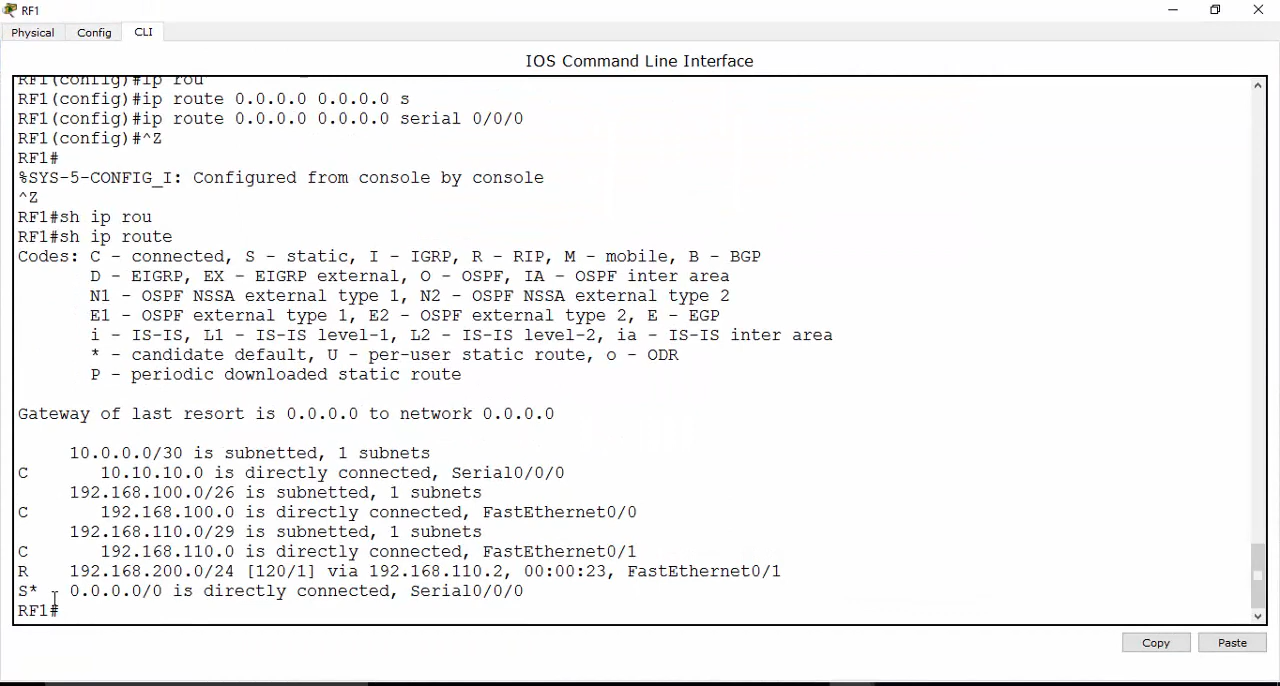 RF1
Physical Config CLI
IOS Command Line Interface
RF1(config)#ip rou
RF1(config)#ip route 0.0.0.0 0.0.0.0 s
RF1(config)#ip route 0.0.0.0 0.0.0.0 serial 0/0/0
RF1(config)#^Z
RF1#
%SYS-5-CONFIG_I: Configured from console by console
^Z
RF1#sh ip rou
RF1#sh ip route
Codes: C - connected, S - static, I - IGRP, R - RIP, M - mobile, B - BGP
D - EIGRP, EX - EIGRP external, O - OSPF, IA - OSPF inter area
N1 - OSPF NSSA external type 1, N2 - OSPF NSSA external type 2
E1 - OSPF external type 1, E2 - OSPF external type 2, E - EGP
i - IS-IS, L1 - IS-IS level-1, L2 - IS-IS level-2, ia - IS-IS inter area
* - candidate default, U - per-user static route, o - ODR
P - periodic downloaded static route
Gateway of last resort is 0.0.0.0 to network 0.0.0.0
10.0.0.0/30 is subnetted, 1 subnets
C 10.10.10.0 is directly connected, Serial0/0/0
192.168.100.0/26 is subnetted, 1 subnets
C 192.168.100.0 is directly connected, FastEthernet0/0
192.168.110.0/29 is subnetted, 1 subnets
C 192.168.110.0 is directly connected, FastEthernet0/1
R 192.168.200.0/24 [120/1] via 192.168.110.2, 00:00:23, FastEthernet0/1
S* 0.0.0.0/0 is directly connected, Serial0/0/0
RF1#
Copy Paste